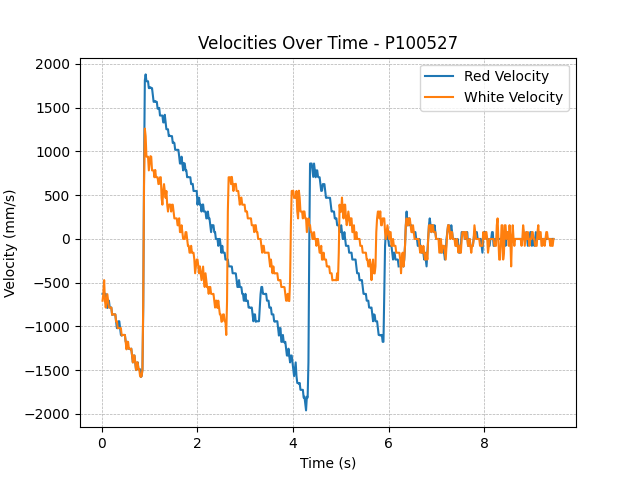 Velocities Over Time - P100527
Red Velocity
White Velocity
Velocity (mm/s)
2000
1500
1000
500
0
−500
−1000
−1500
−2000
0 2 4 6 8
Time (s)